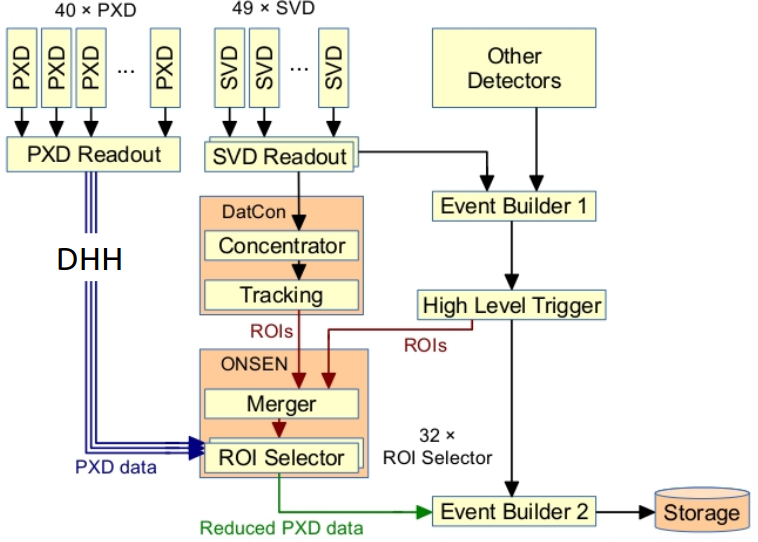 40 × PXD
49 × SVD
PXD
PXD
PXD
...
PXD
SVD
SVD
...
SVD
Other
Detectors
PXD Readout
SVD Readout
DatCon
Event Builder 1
Concentrator
DHH
Tracking
High Level Trigger
ROIs
ROIs
ONSEN
Merger
32 ×
ROI Selector
ROI Selector
PXD data
Event Builder 2
Storage
Reduced PXD data